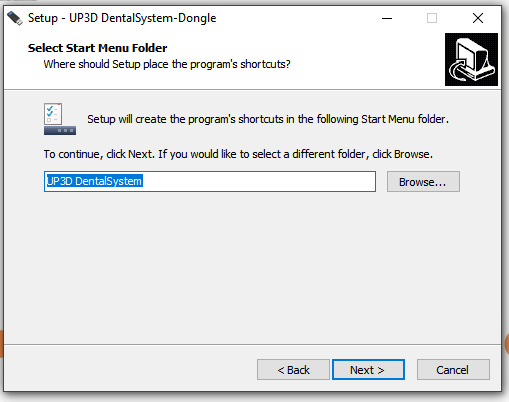 Setup - UP3D DentalSystem-Dongle
Select Start Menu Folder
Where should Setup place the program's shortcuts?
Setup will create the program's shortcuts in the following Start Menu folder.
To continue, click Next. If you would like to select a different folder, click Browse.
UP3D DentalSystem
Browse...
< Back
Next >
Cancel